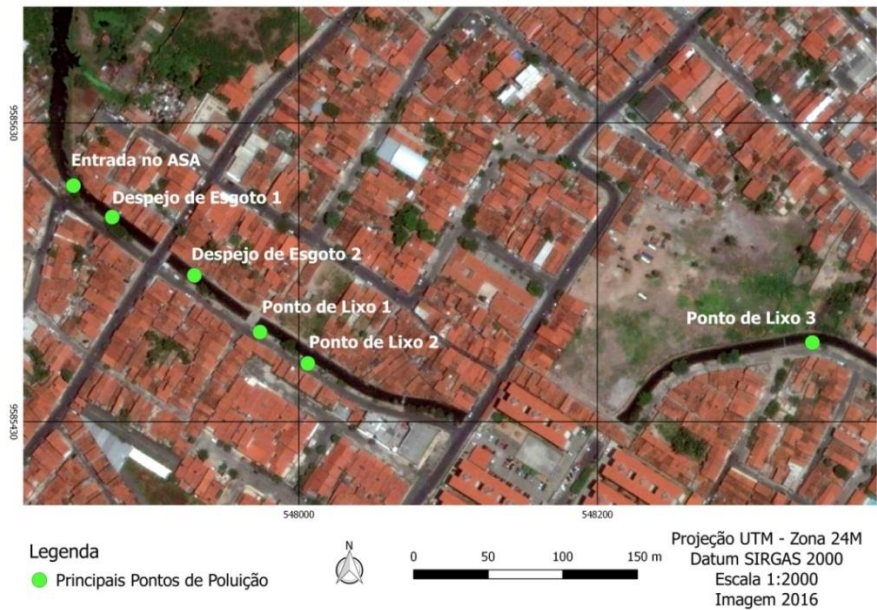 9585630
Entrada no ASA
Despejo de Esgoto 1
Despejo de Esgoto 2
Ponto de Lixo 1
Ponto de Lixo 2
Ponto de Lixo 3
9585430
548000
548200
Legenda
Principais Pontos de Poluição
N
0 50 100 150 m
Projeção UTM - Zona 24M
Datum SIRGAS 2000
Escala 1:2000
Imagem 2016